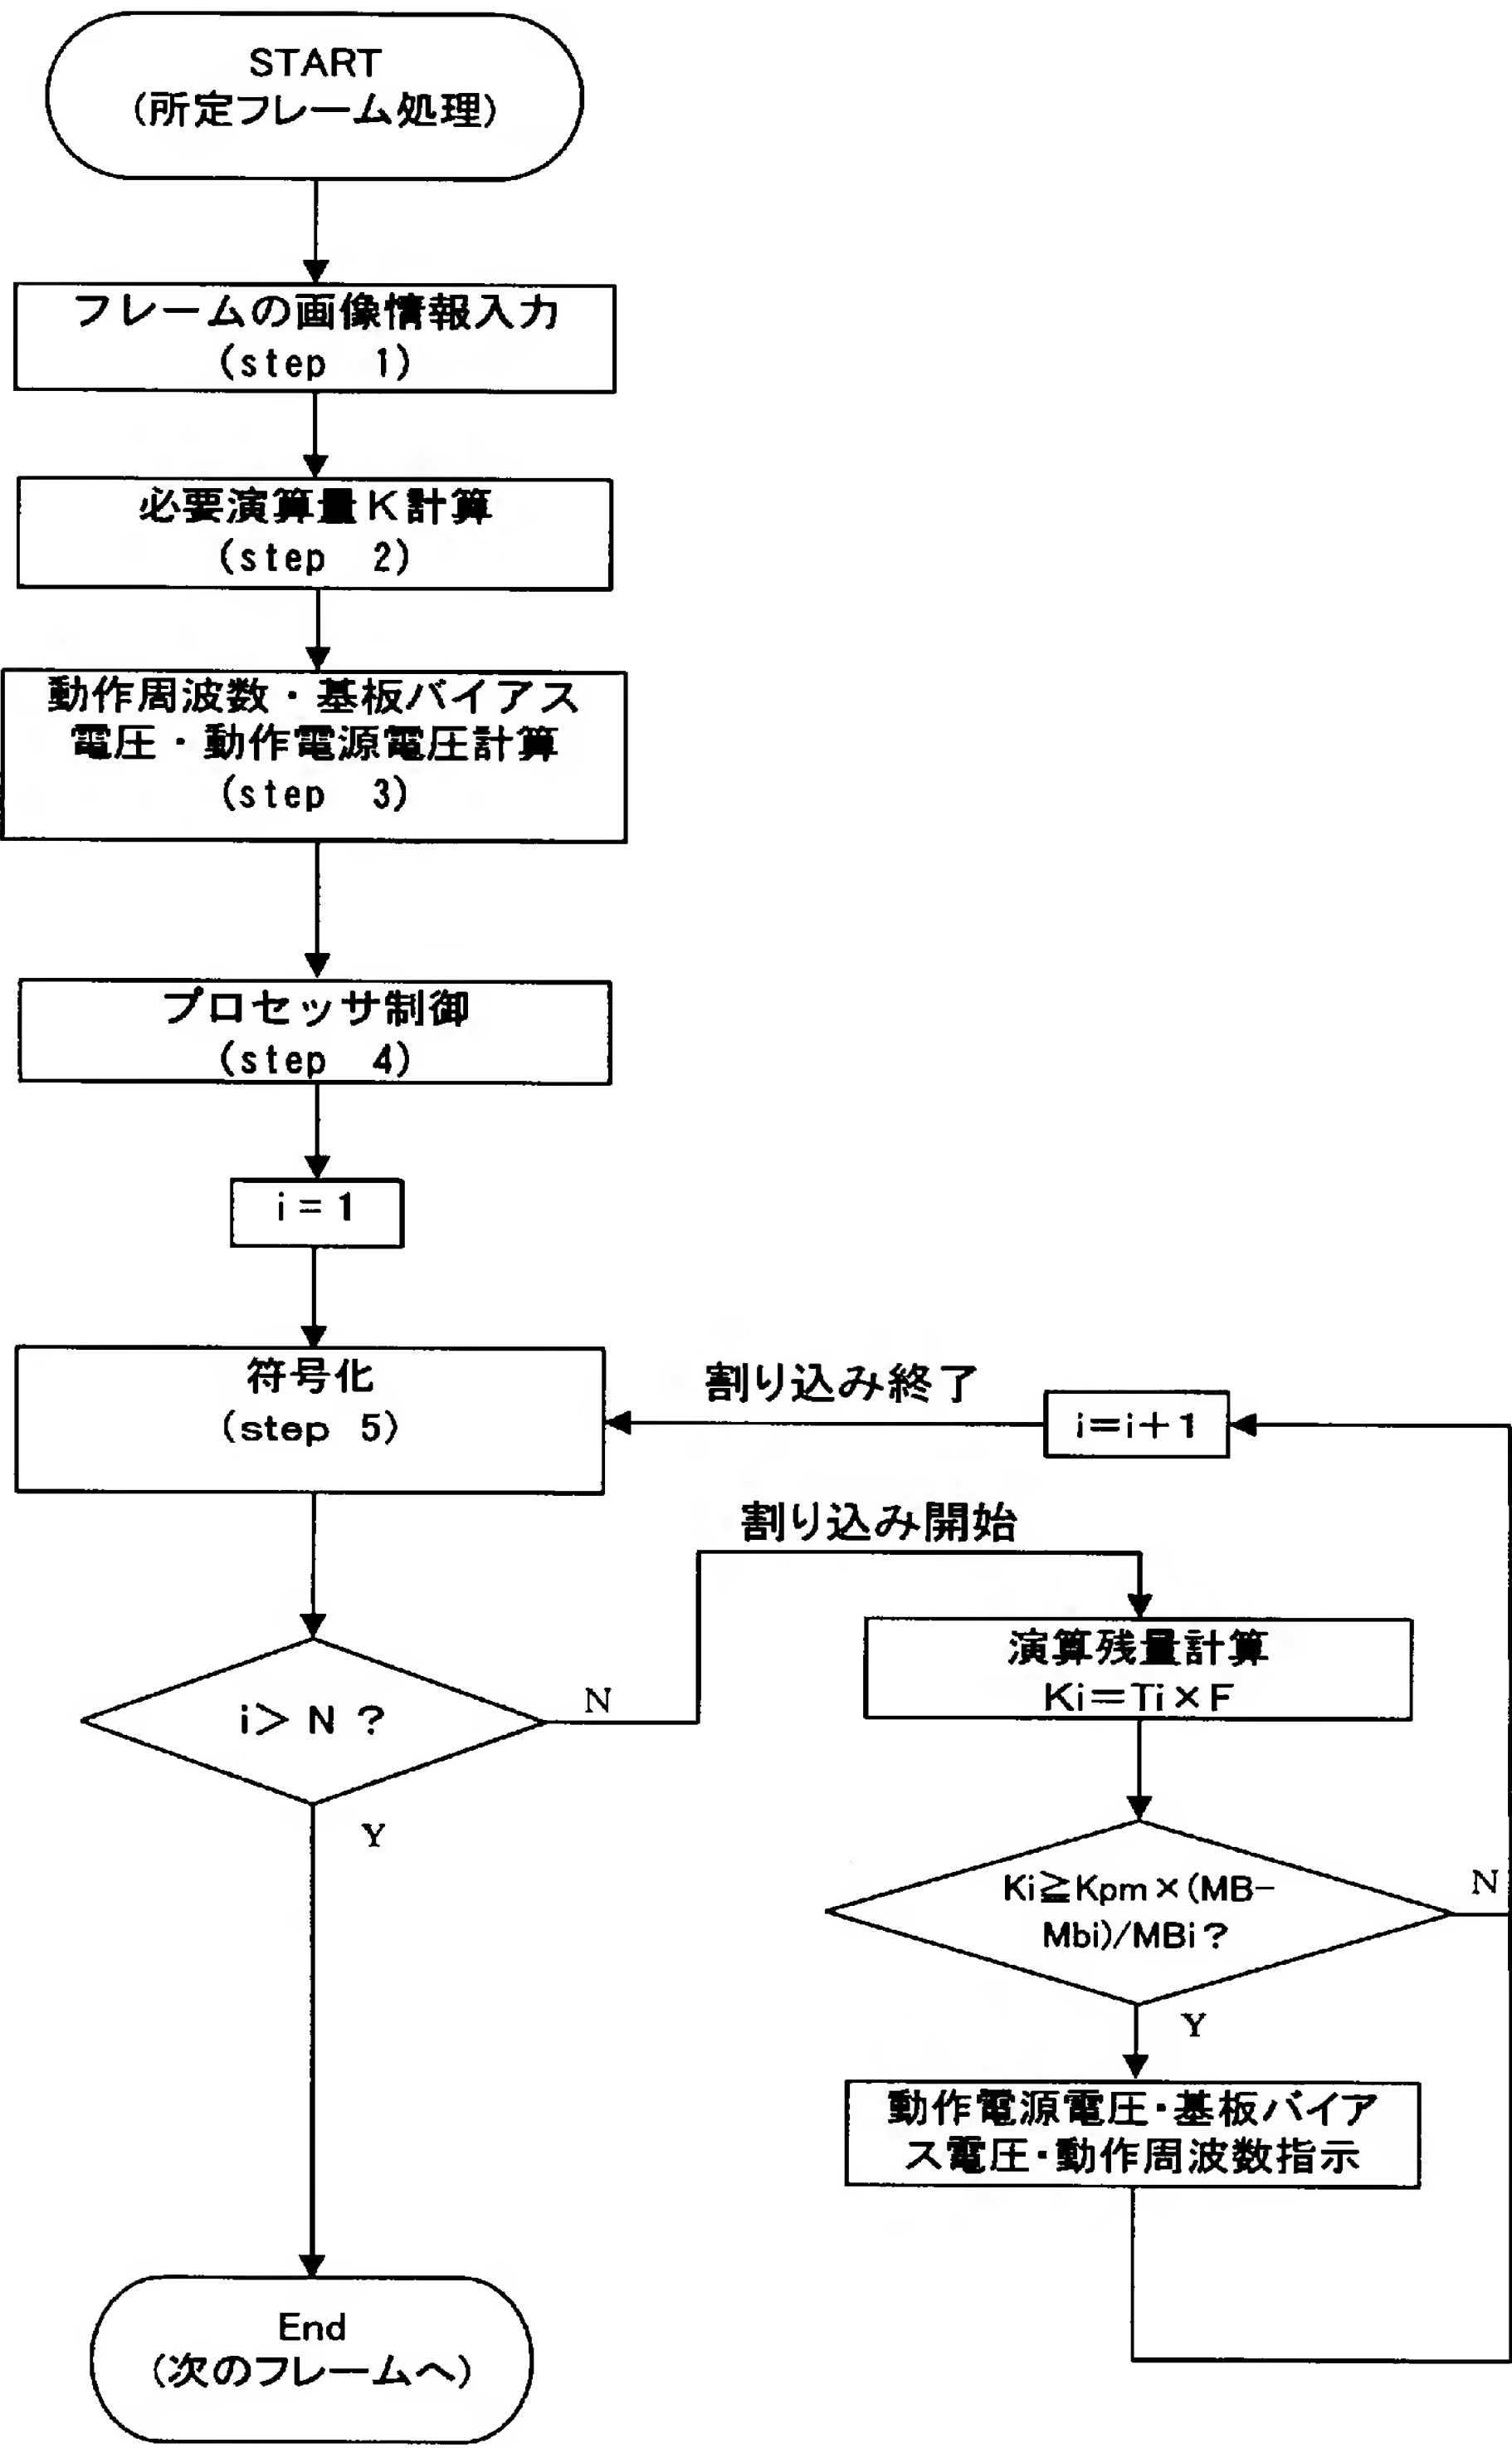 START
(所定フレーム処理)
フレームの画像情報入力
(step 1)
必要演算量K計算
(step 2)
動作周波数・基板バイアス
電圧・動作電源電圧計算
(step 3)
プロセッサ制御
(step 4)
i=1
符号化
(step 5)
割り込み終了
i=i+1
割り込み開始
演算残量計算
Ki=Ti×F
i> N ?
N
Y
Ki≧Kpm×(MB-
Mbi)/MBi?
N
Y
動作電源電圧・基板バイア
ス電圧・動作周波数指示
End
(次のフレームへ)